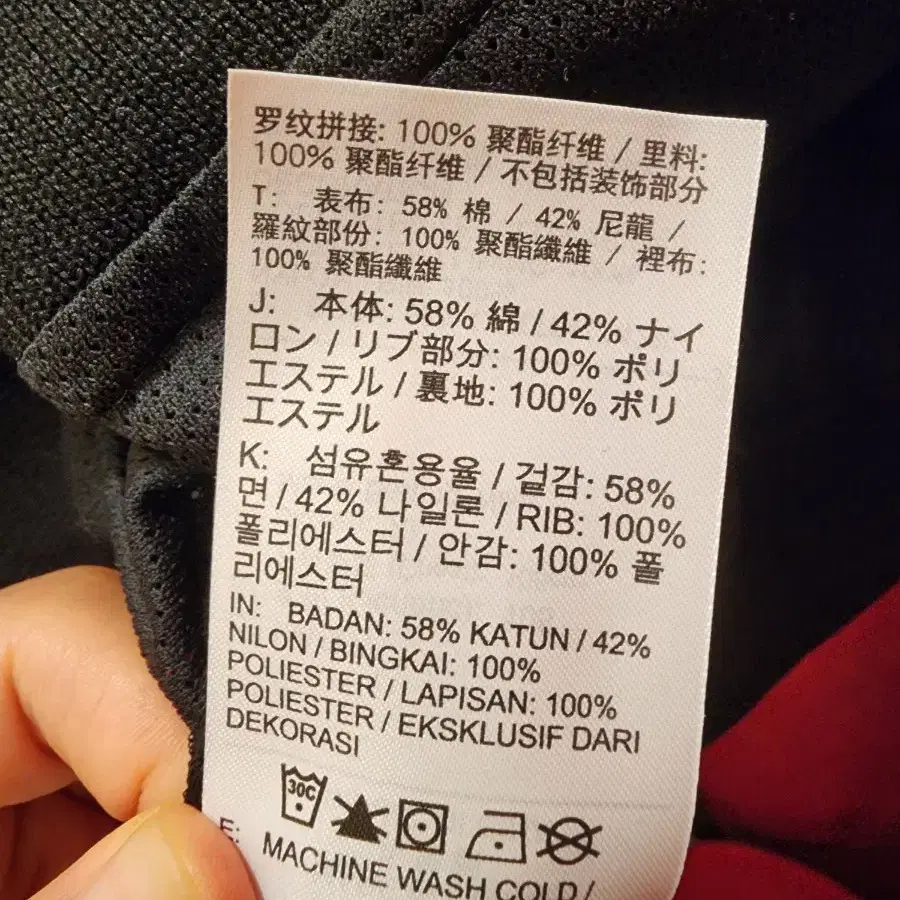 罗纹拼接: 100% 聚酯纤维 / 里料:
100% 聚酯纤维 / 不包括装饰部分
T: 表布: 58% 棉 / 42% 尼龍 /
羅紋部份: 100% 聚酯纖維 / 裡布:
100% 聚酯纖維
J: 本体: 58% 綿 / 42% ナイ
ロン / リブ部分: 100% ポリ
エステル / 裏地: 100% ポリ
エステル
K: 섬유혼용율 / 겉감: 58%
면 / 42% 나일론 / RIB: 100%
폴리에스터 / 안감: 100% 폴
리에스터
IN: BADAN: 58% KATUN / 42%
NILON / BINGKAI: 100%
POLIESTER / LAPISAN: 100%
POLIESTER / EKSKLUSIF DARI
DEKORASI
30C
E: MACHINE WASH COLD /